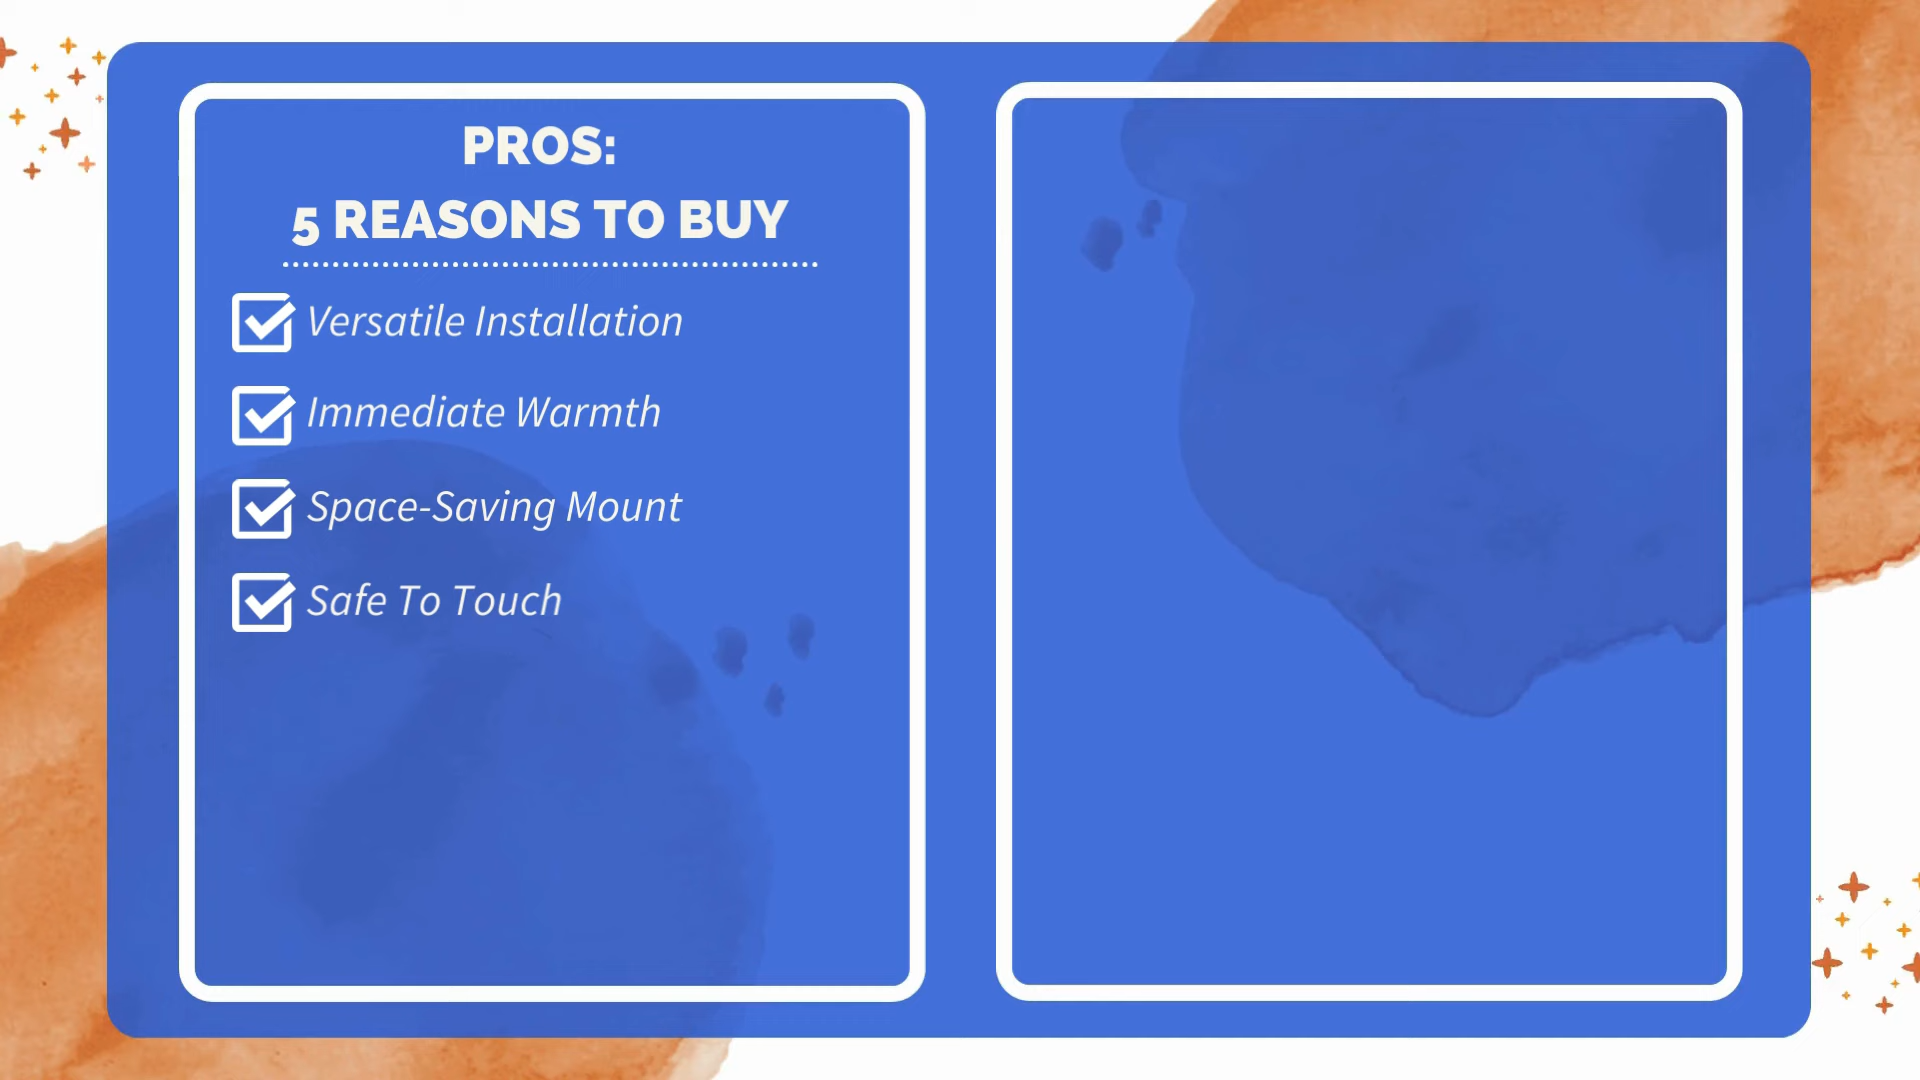 PROS:
5 REASONS TO BUY
Versatile Installation
Immediate Warmth
Space-Saving Mount
Safe To Touch